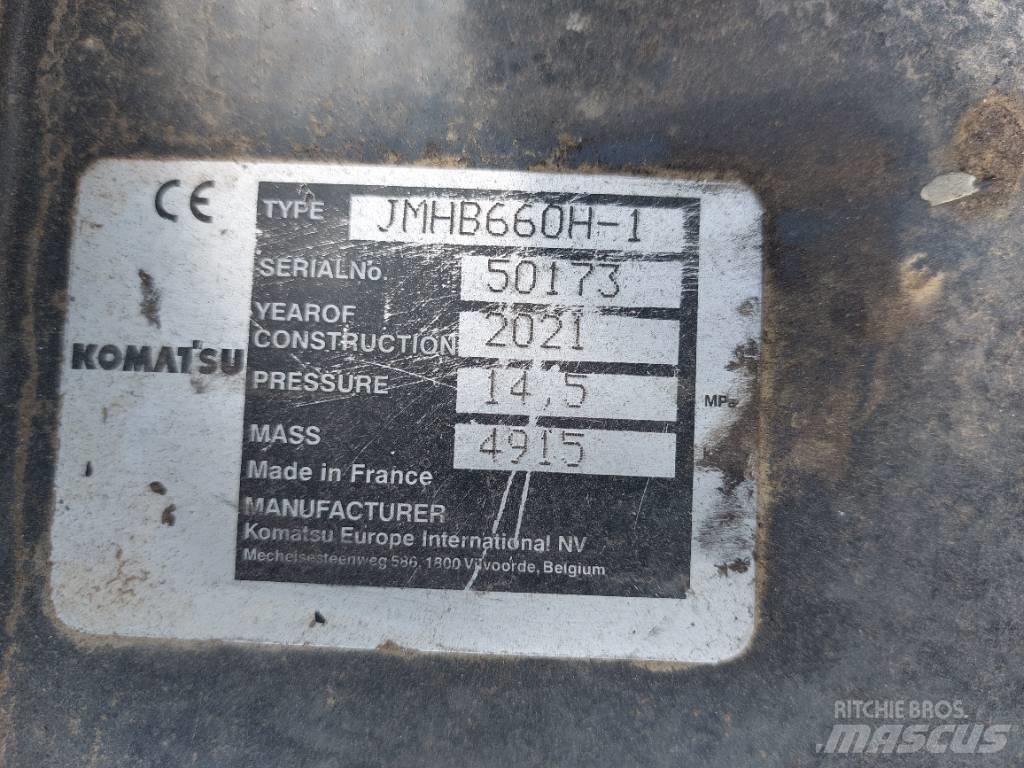 CE
TYPE JMHB660H-1
SERIALNo. 50173
YEAROF
CONSTRUCTION 2021
KOMATSU
PRESSURE 14,5 MPa
MASS 4915
Made in France
MANUFACTURER
Komatsu Europe International NV
Mechelsesteenweg 586, 1800 Vilvoorde, Belgium
RITCHIE BROS.
MASCUS